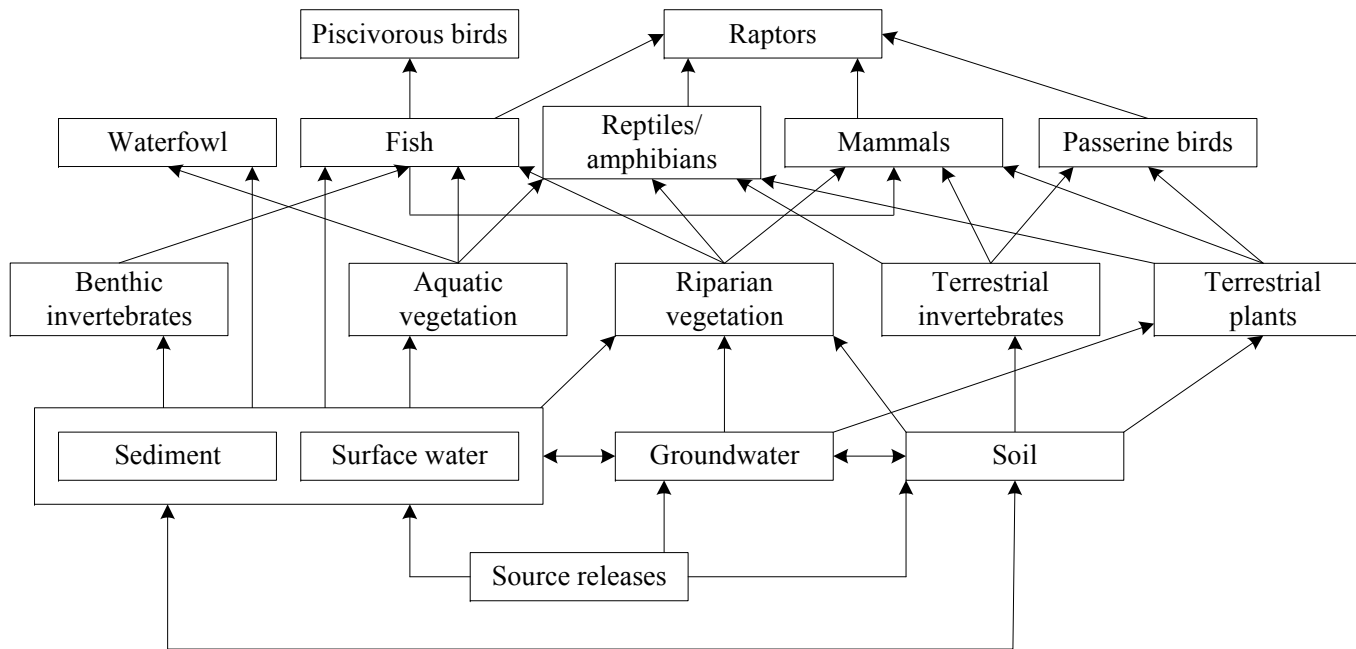 Piscivorous birds
Raptors
Waterfowl
Fish
Reptiles/
amphibians
Mammals
Passerine birds
Benthic
invertebrates
Aquatic
vegetation
Riparian
vegetation
Terrestrial
invertebrates
Terrestrial
plants
Sediment
Surface water
Groundwater
Soil
Source releases